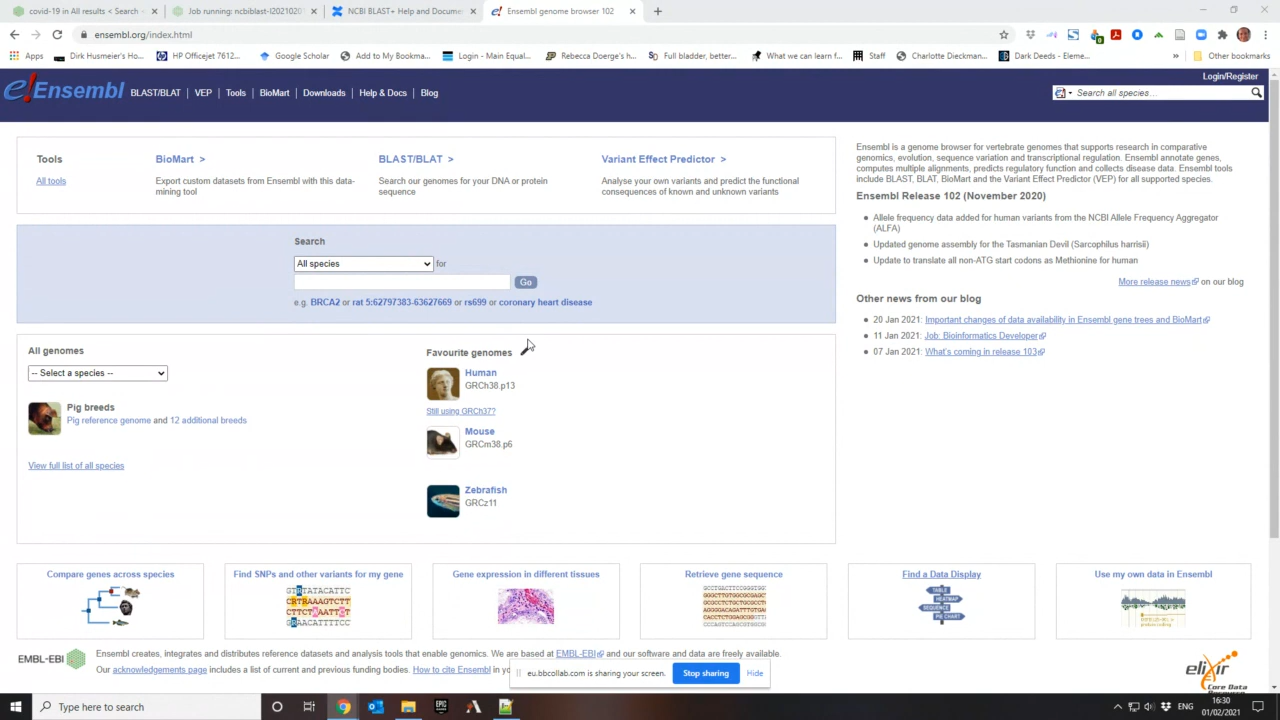 covid-19 in All results < Search -
Job running: ncbiblast-I2021020
NCBI BLAST+ Help and Documen
Ensembl genome browser 102
ensembl.org/index.html
Apps
Dirk Husmeier's Ho...
HP Officejet 7612...
Google Scholar
Add to My Bookma...
Login - Main Equal...
Rebecca Doerge's h...
Full bladder, better...
What we can learn f...
Staff
Charlotte Dieckman...
Dark Deeds - Eleme...
»
Other bookmarks
Login/Register
e!Ensembl
BLAST/BLAT | VEP | Tools | BioMart | Downloads | Help & Docs | Blog
Search all species...
Tools
All tools
BioMart >
Export custom datasets from Ensembl with this data-
mining tool
BLAST/BLAT >
Search our genomes for your DNA or protein
sequence
Variant Effect Predictor >
Analyse your own variants and predict the functional
consequences of known and unknown variants
Search
All species for
Go
e.g. BRCA2 or rat 5:62797383-63627669 or rs699 or coronary heart disease
All genomes
-- Select a species --
Pig breeds
Pig reference genome and 12 additional breeds
View full list of all species
Favourite genomes
Human
GRCh38.p13
Still using GRCh37?
Mouse
GRCm38.p6
Zebrafish
GRCz11
Ensembl is a genome browser for vertebrate genomes that supports research in comparative
genomics, evolution, sequence variation and transcriptional regulation. Ensembl annotate genes,
computes multiple alignments, predicts regulatory function and collects disease data. Ensembl tools
include BLAST, BLAT, BioMart and the Variant Effect Predictor (VEP) for all supported species.
Ensembl Release 102 (November 2020)
Allele frequency data added for human variants from the NCBI Allele Frequency Aggregator
(ALFA)
Updated genome assembly for the Tasmanian Devil (Sarcophilus harrisii)
Update to translate all non-ATG start codons as Methionine for human
More release news on our blog
Other news from our blog
20 Jan 2021: Important changes of data availability in Ensembl gene trees and BioMart
11 Jan 2021: Job: Bioinformatics Developer
07 Jan 2021: What's coming in release 103
Compare genes across species
Find SNPs and other variants for my gene
Gene expression in different tissues
Retrieve gene sequence
Find a Data Display
TABLE
HEATMAP
SEQUENCE
PIE CHART
Use my own data in Ensembl
EMBL-EBI
Ensembl creates, integrates and distributes reference datasets and analysis tools that enable genomics. We are based at EMBL-EBI and our software and data are freely available.
Our acknowledgements page includes a list of current and previous funding bodies. How to cite Ensembl in yo
eu.bbcollab.com is sharing your screen.
Stop sharing
Hide
elixir
Core Data
Type here to search
EPIC
ENG
16:30
01/02/2021